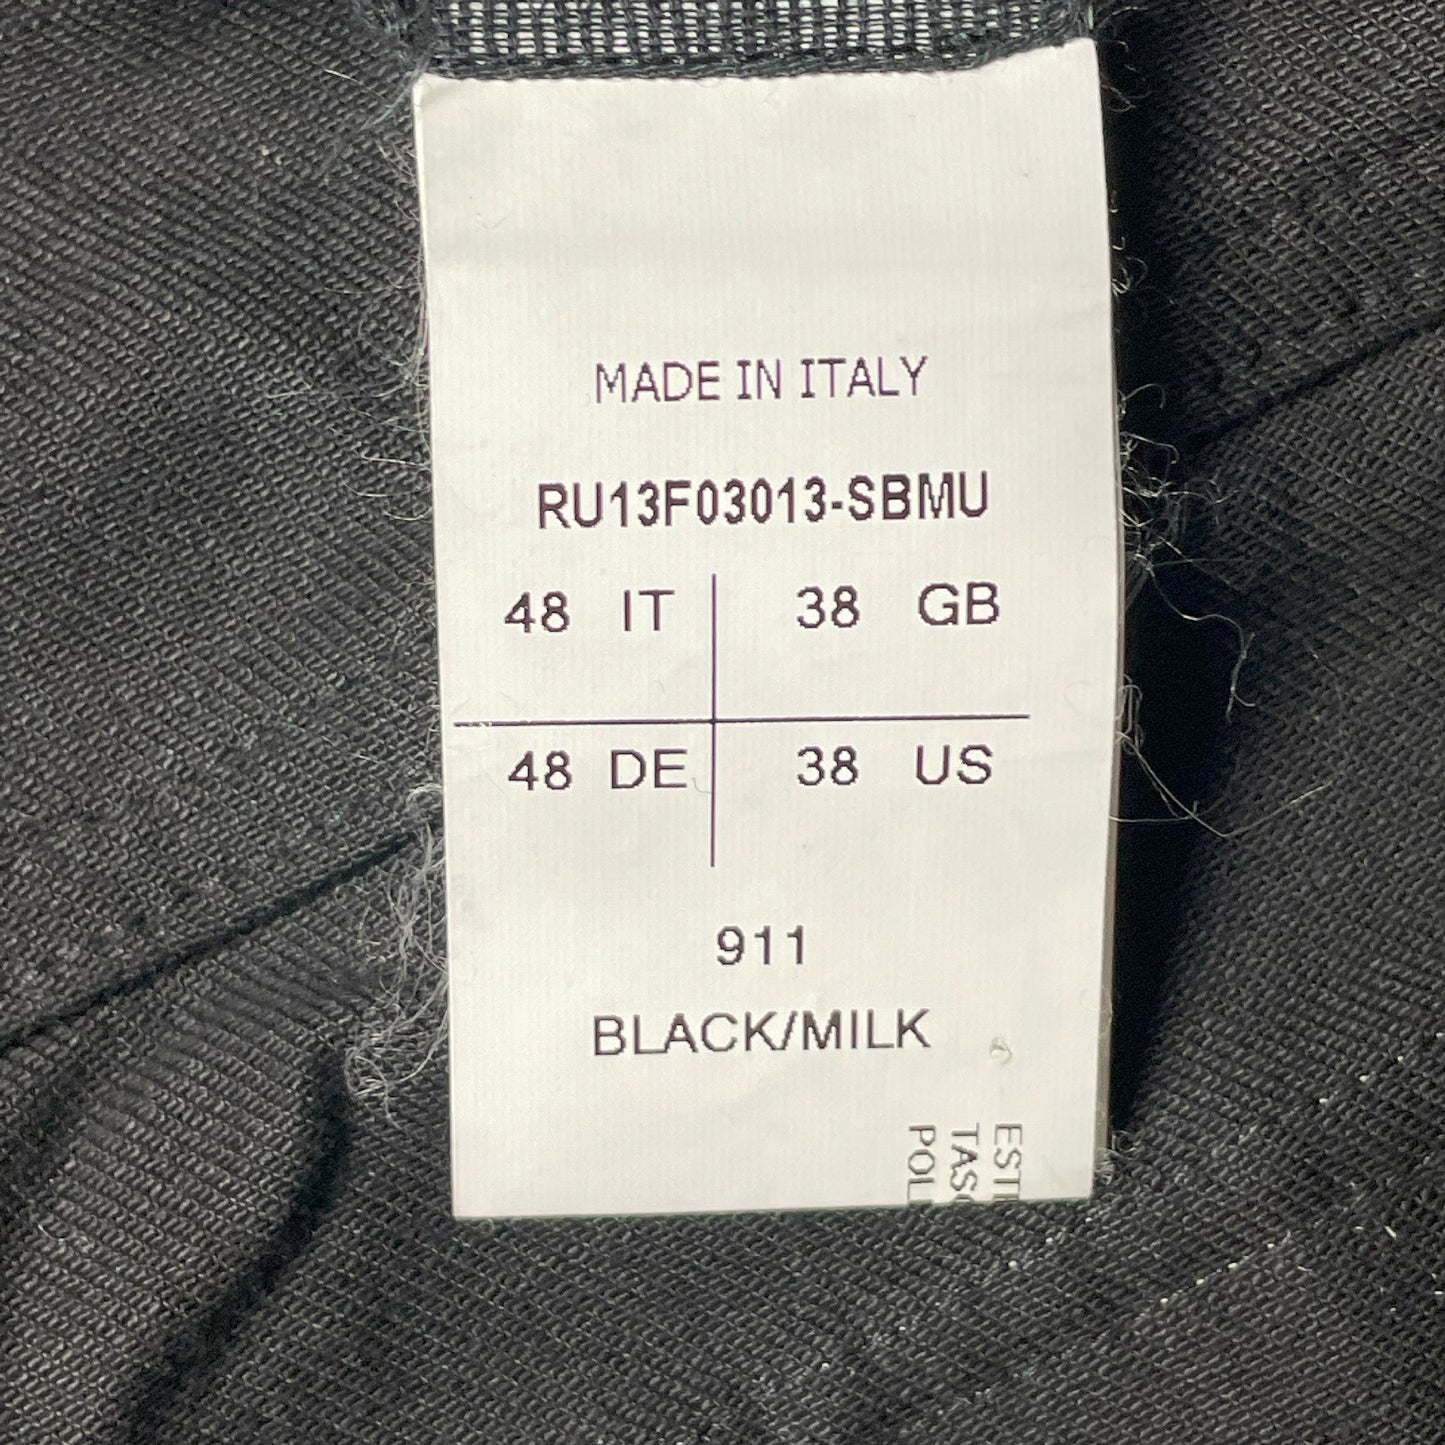 MADE IN ITALY
RU13F03013-SBMU
48 IT 38 GB
48 DE 38 US
911
BLACK/MILK